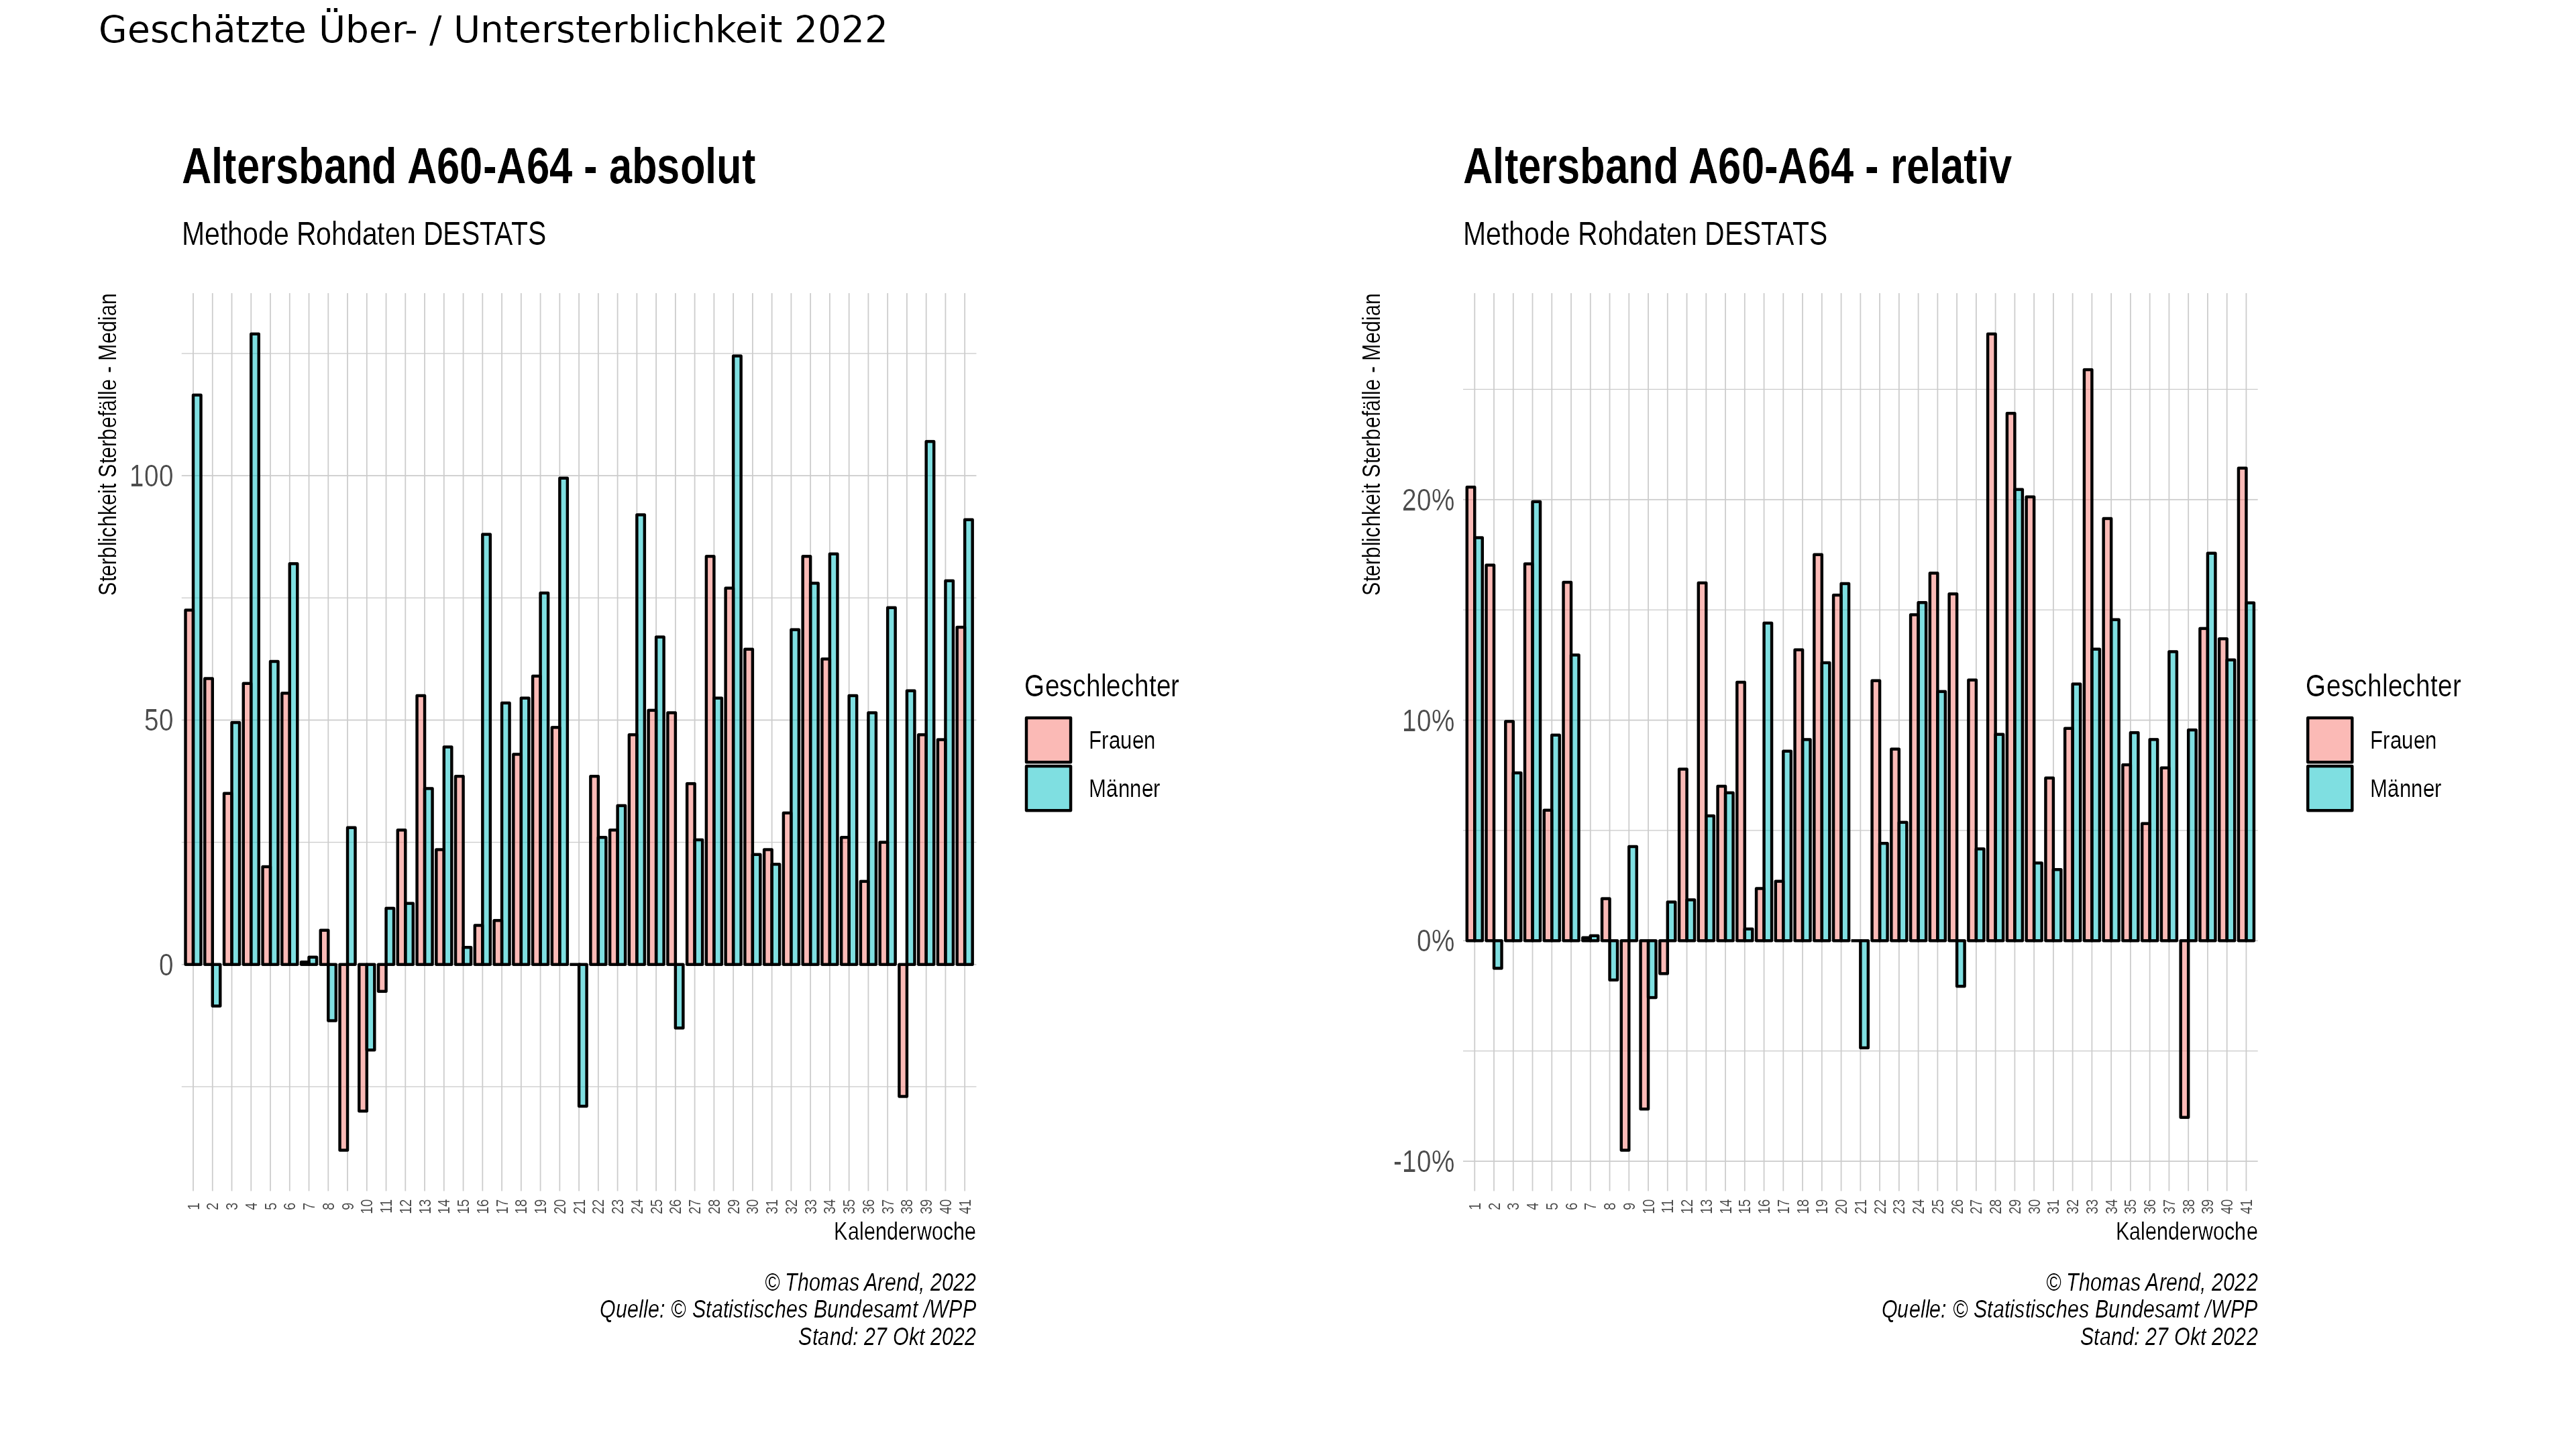 Geschätzte Über- / Untersterblichkeit 2022
Altersband A60-A64 - absolut
Methode Rohdaten DESTATS
Sterblichkeit Sterbefälle - Median
100
50
0
1 2 3 4 5 6 7 8 9 10 11 12 13 14 15 16 17 18 19 20 21 22 23 24 25 26 27 28 29 30 31 32 33 34 35 36 37 38 39 40 41
Kalenderwoche
Geschlechter
Frauen
Männer
© Thomas Arend, 2022
Quelle: © Statistisches Bundesamt /WPP
Stand: 27 Okt 2022
Altersband A60-A64 - relativ
Methode Rohdaten DESTATS
Sterblichkeit Sterbefälle - Median
20%
10%
0%
-10%
1 2 3 4 5 6 7 8 9 10 11 12 13 14 15 16 17 18 19 20 21 22 23 24 25 26 27 28 29 30 31 32 33 34 35 36 37 38 39 40 41
Kalenderwoche
Geschlechter
Frauen
Männer
© Thomas Arend, 2022
Quelle: © Statistisches Bundesamt /WPP
Stand: 27 Okt 2022